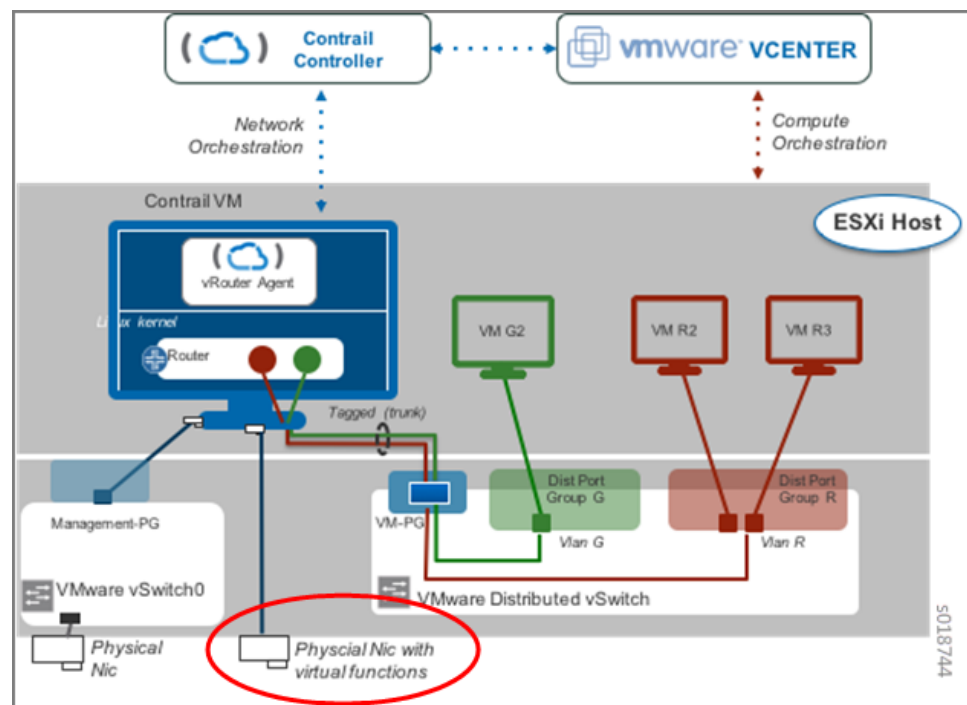 Contrail
Controller
vmware VCENTER
Network
Orchestration
Compute
Orchestration
Contrail VM
ESXi Host
vRouter Agent
Linux kernel
Router
VM G2
VM R2
VM R3
Tagged (trunk)
VM-PG
Dist Port
Group G
Dist Port
Group R
Management-PG
Vlan G
Vlan R
VMware vSwitch0
VMware Distributed vSwitch
Physical
Nic
Physcial Nic with
virtual functions
s018744